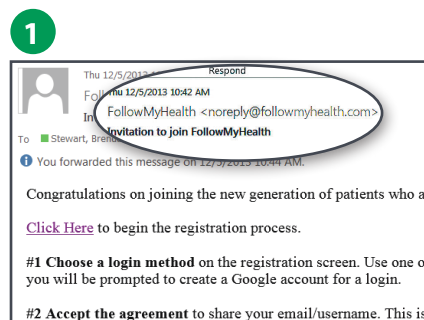 1
Respond
Thu 12/5/2013
Thu 12/5/2013 10:42 AM
FollowMyHealth <noreply@followmyhealth.com>
Invitation to join FollowMyHealth
To Stewart,
You forwarded this message on 12/5/2013 10:44 AM.
Congratulations on joining the new generation of patients who
Click Here to begin the registration process.
#1 Choose a login method on the registration screen. Use one
you will be prompted to create a Google account for a login.
#2 Accept the agreement to share your email/username. This is